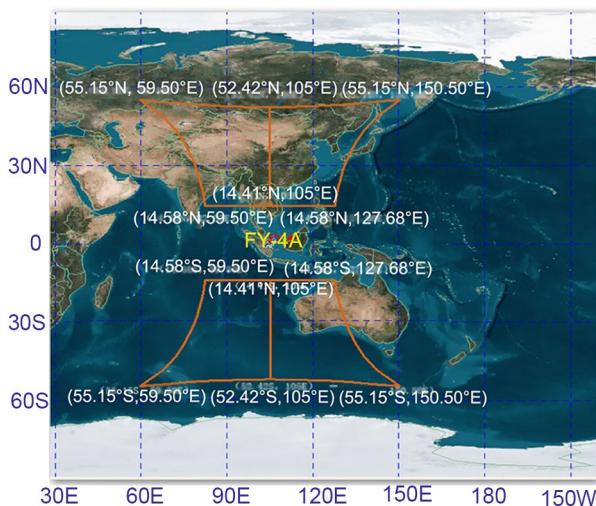 60N
(55.15°N, 59.50°E) (52.42°N,105°E) (55.15°N,150.50°E)
30N
(14.41°N,105°E)
(14.58°N,59.50°E) (14.58°N,127.68°E)
0
FY-4A
(14.58°S,59.50°E) (14.58°S,127.68°E)
(14.41°N,105°E)
30S
60S
(55.15°S,59.50°E) (52.42°S,105°E) (55.15°S,150.50°E)
30E 60E 90E 120E 150E 180 150W